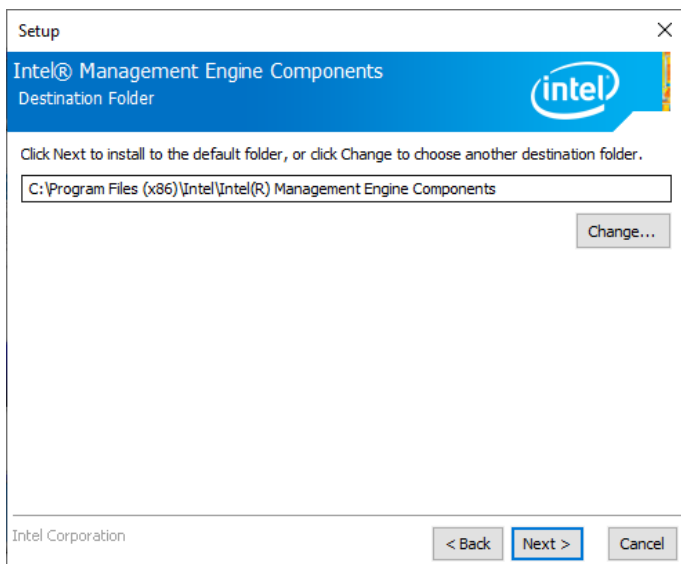 Setup
Intel® Management Engine Components
Destination Folder
intel
Click Next to install to the default folder, or click Change to choose another destination folder.
C:\Program Files (x86)\Intel\Intel(R) Management Engine Components
Change...
Intel Corporation
< Back
Next >
Cancel